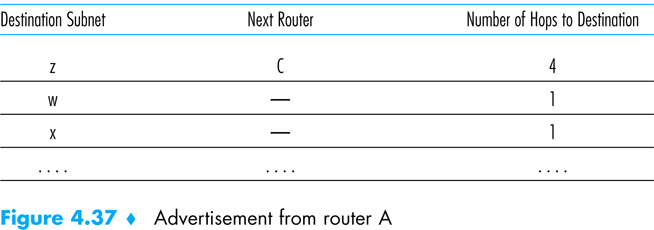 Destination Subnet Next Router Number of Hops to Destination
z C 4
w — 1
x — 1
.... .... ....
Figure 4.37 ♦ Advertisement from router A